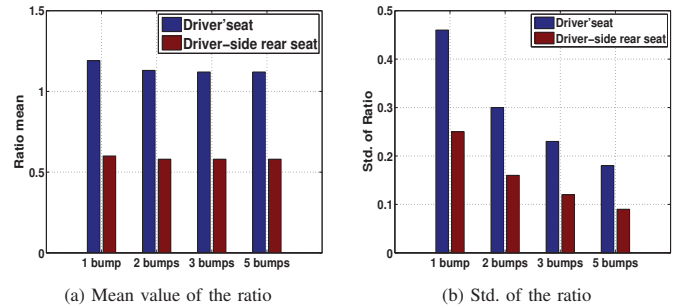 Ratio mean
1.5
1
0.5
0
Driver'seat
Driver-side rear seat
1 bump 2 bumps 3 bumps 5 bumps
(a) Mean value of the ratio
Std. of Ratio
0.5
0.4
0.3
0.2
0.1
0
Driver'seat
Driver-side rear seat
1 bump 2 bumps 3 bumps 5 bumps
(b) Std. of the ratio